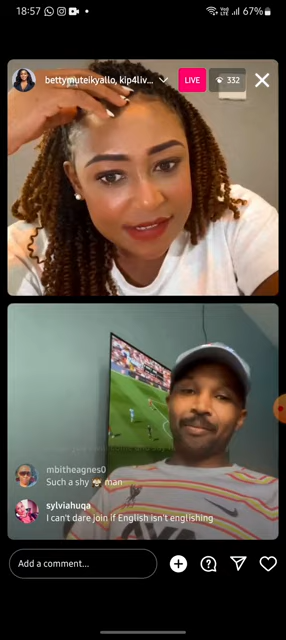 18:57
67%
bettymuteikyallo, kip4liv...
LIVE
332
mbitheagnes0
Such a shy man
sylviahuqa
I can't dare join if English isn't englishing
Add a comment...